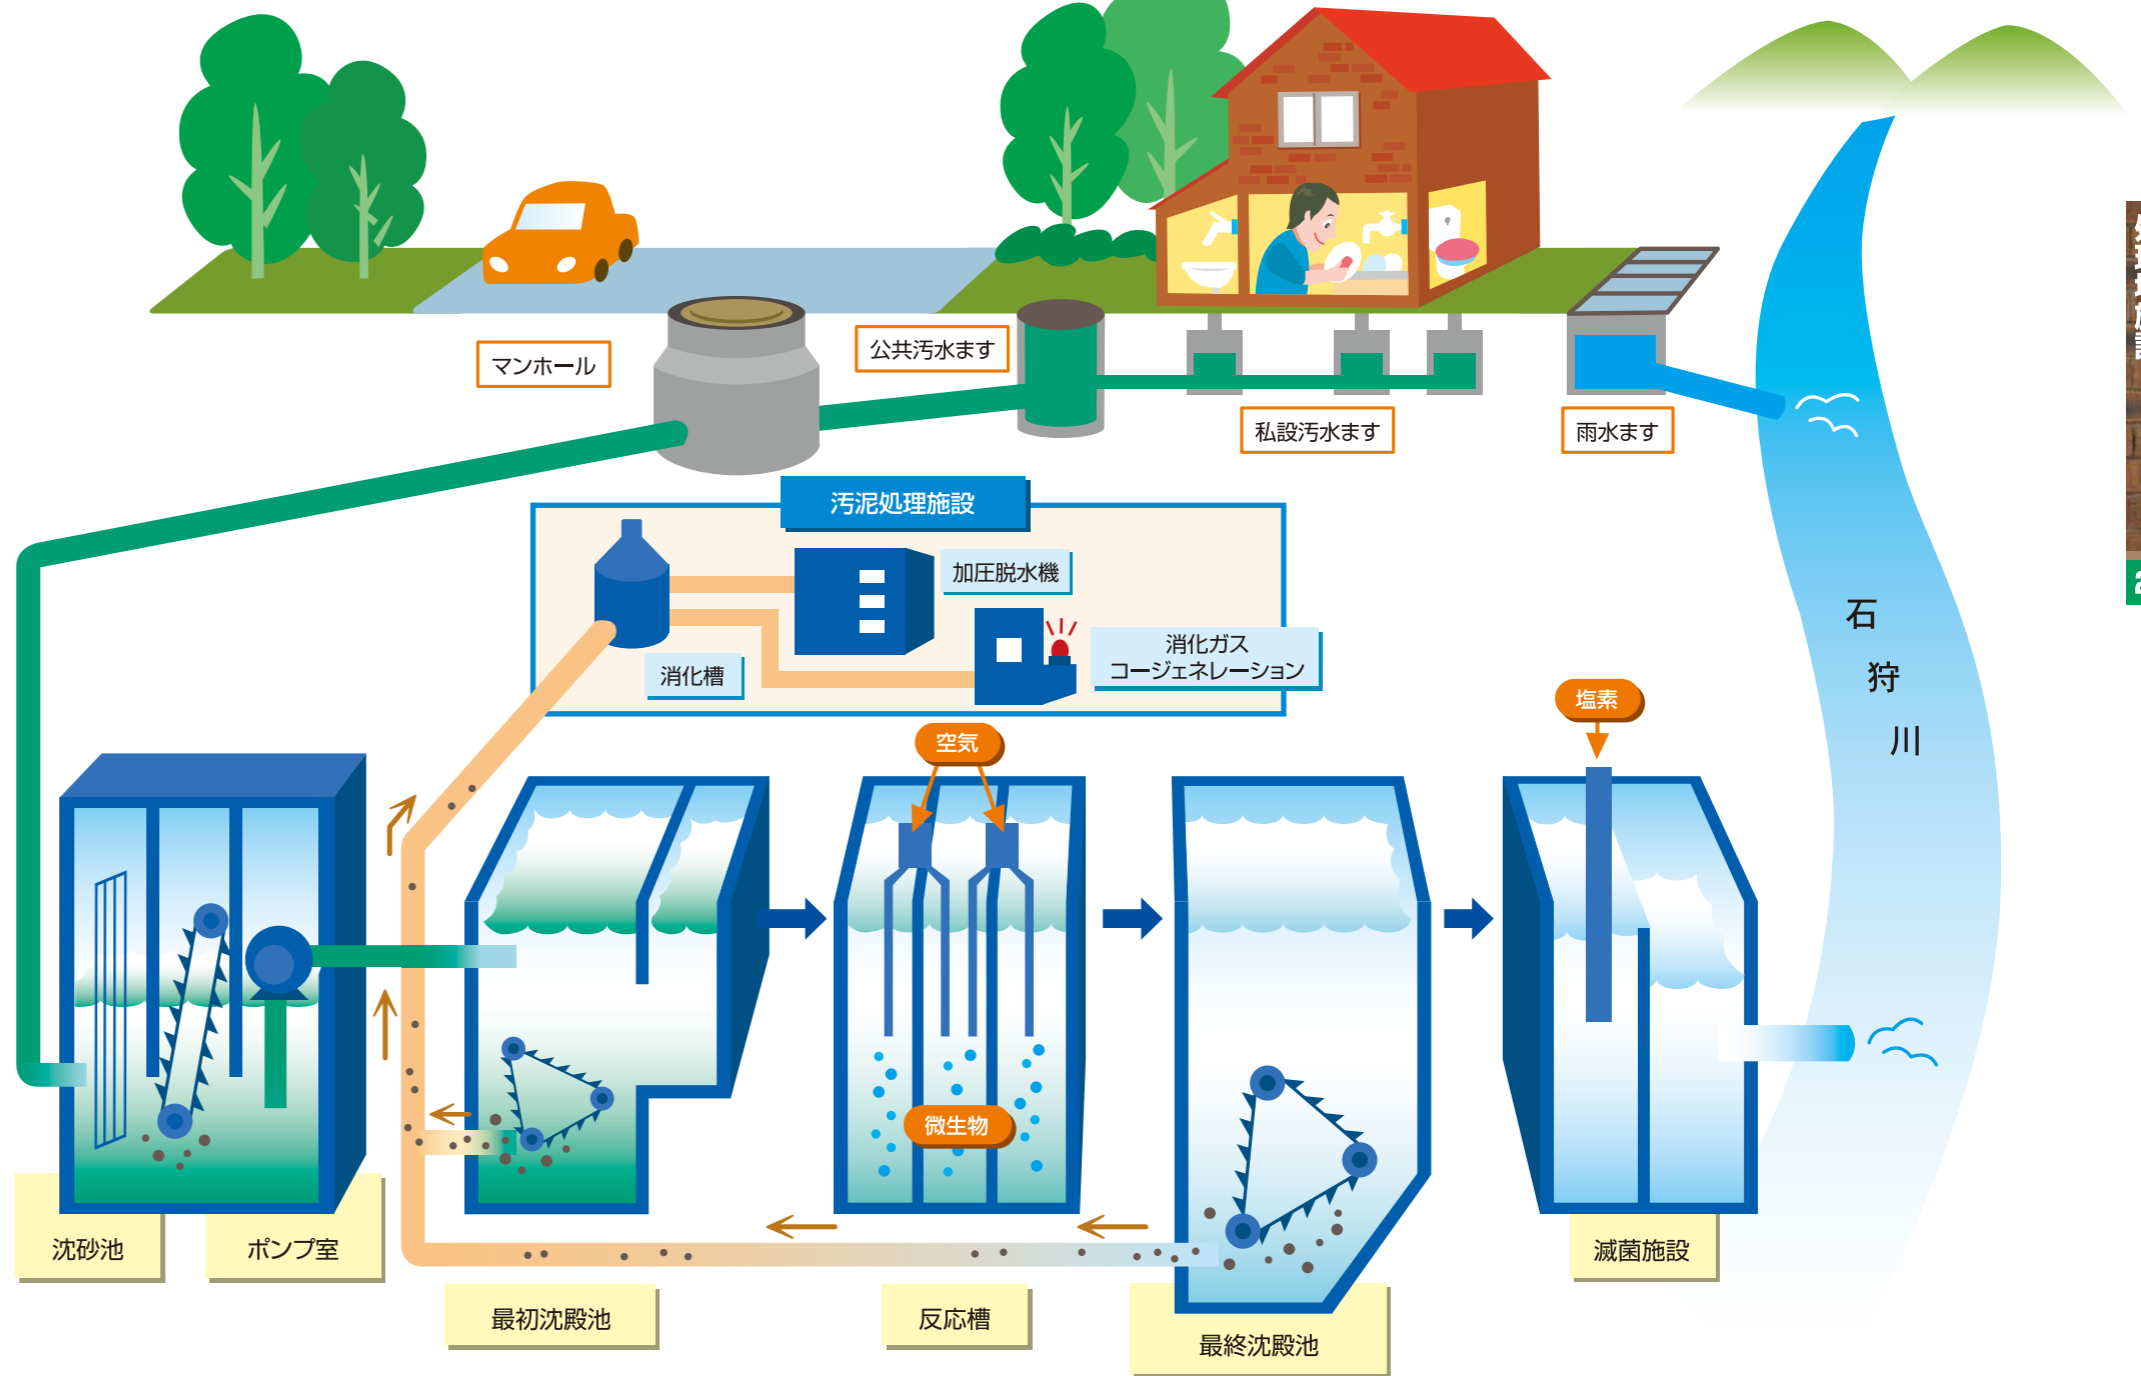 マンホール
公共汚水ます
私設汚水ます
雨水ます
汚泥処理施設
加圧脱水機
消化ガス
コージェネレーション
消化槽
石
狩
川
塩素
空気
微生物
沈砂池
ポンプ室
最初沈殿池
反応槽
最終沈殿池
滅菌施設